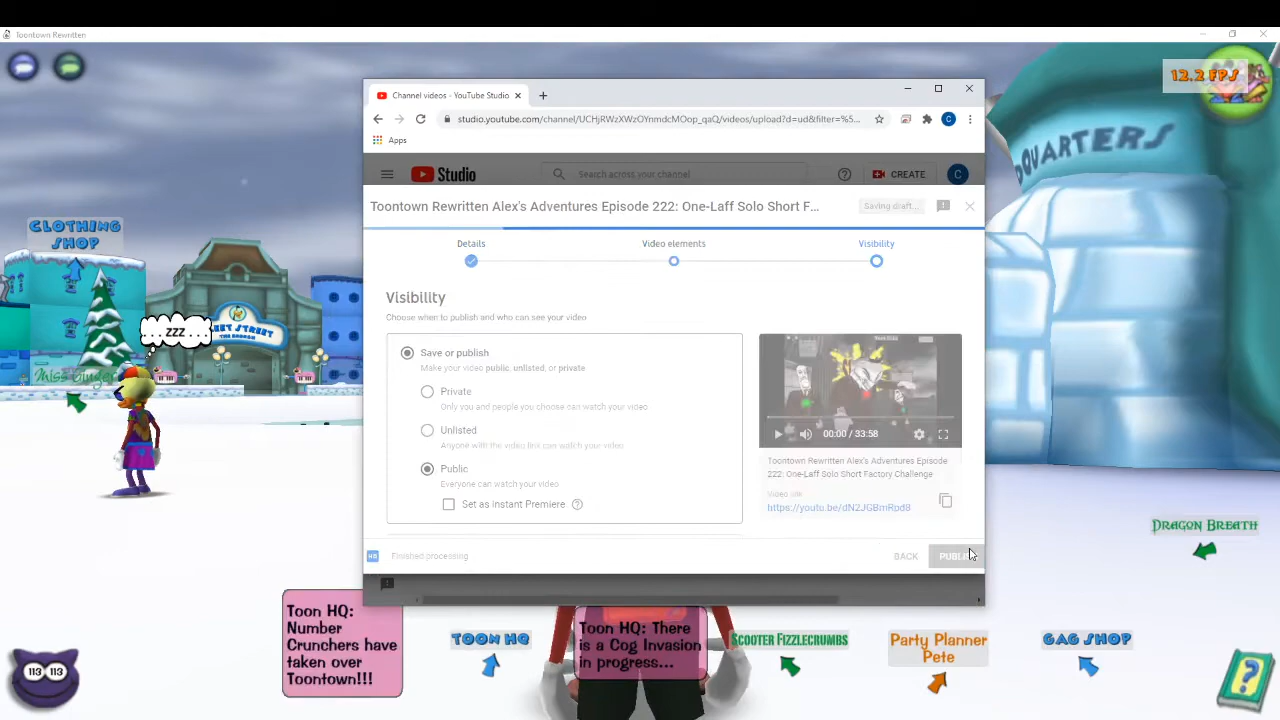 Toontown Rewritten
12.2 FPS
QUARTERS
CLOTHING
SHOP
ZZZ
EET STREET
Miss Ginger
Channel videos - YouTube Studio
studio.youtube.com/channel/UCHjRWzXWzOYnmdcMOop_qaQ/videos/upload?d=ud&filter=%5...
C
Apps
Studio
Search across your channel
CREATE
C
Toontown Rewritten Alex's Adventures Episode 222: One-Laff Solo Short F...
Saving draft...
Details
Video elements
Visibility
Visibility
Choose when to publish and who can see your video
Save or publish
Make your video public, unlisted, or private
Private
Only you and people you choose can watch your video
Unlisted
Anyone with the video link can watch your video
Public
Everyone can watch your video
Set as instant Premiere
00:00 / 33:58
Toontown Rewritten Alex's Adventures Episode
222: One-Laff Solo Short Factory Challenge
Video link
https://youtu.be/dN2JGBmRpd8
Finished processing
BACK
PUBLI
DRAGON BREATH
Toon HQ:
Number
Crunchers have
taken over
Toontown!!!
TOON HQ
Toon HQ: There
is a Cog Invasion
in progress...
SCOOTER FIZZLECRUMBS
Party Planner
Pete
GAG SHOP
113 113
?